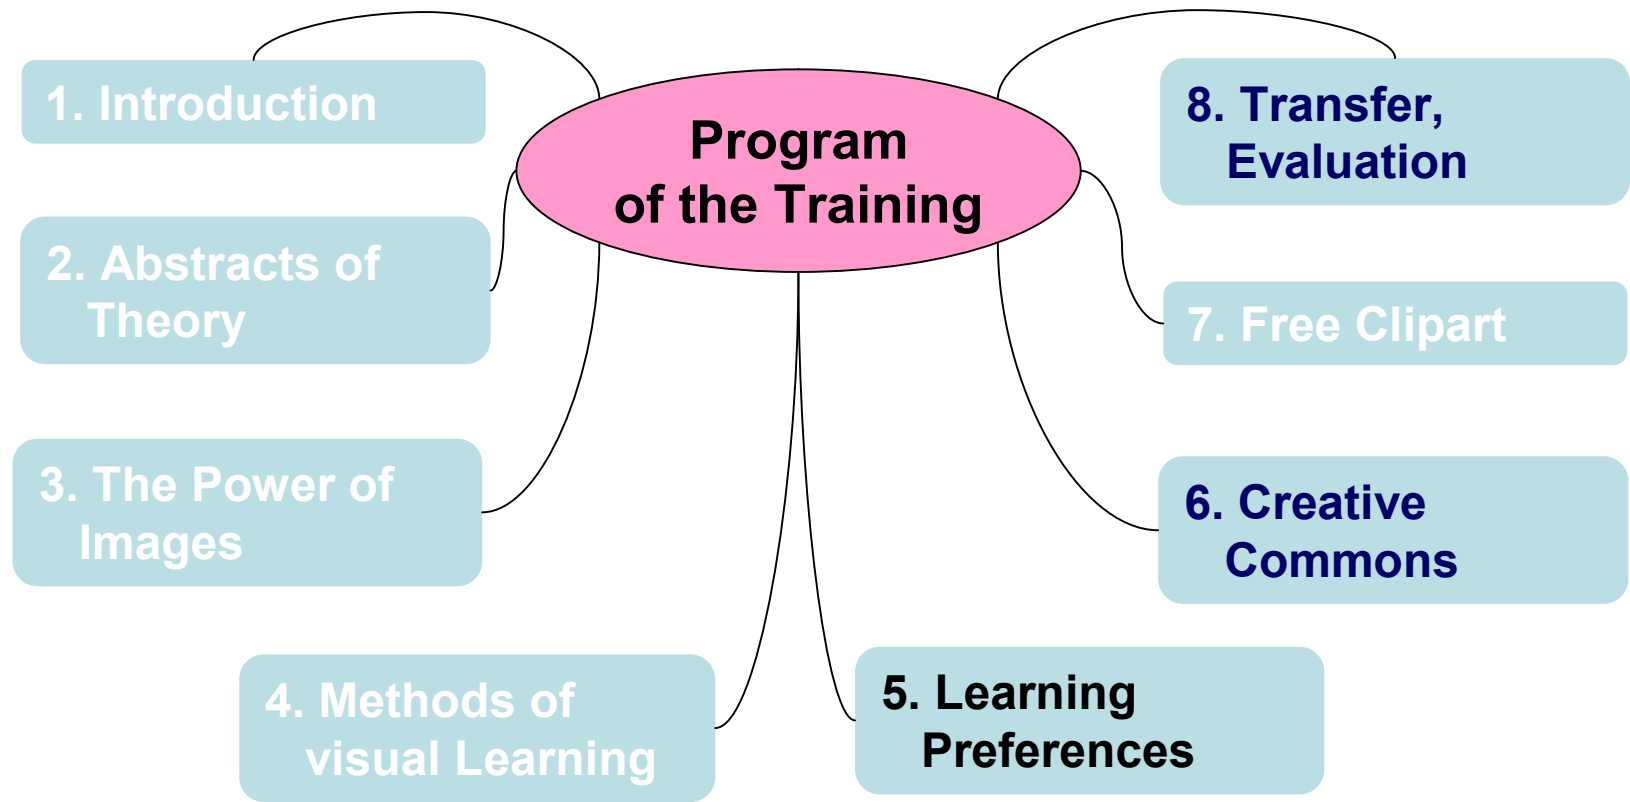 Program
of the Training
1. Introduction
2. Abstracts of
Theory
3. The Power of
Images
4. Methods of
visual Learning
5. Learning
Preferences
6. Creative
Commons
7. Free Clipart
8. Transfer,
Evaluation